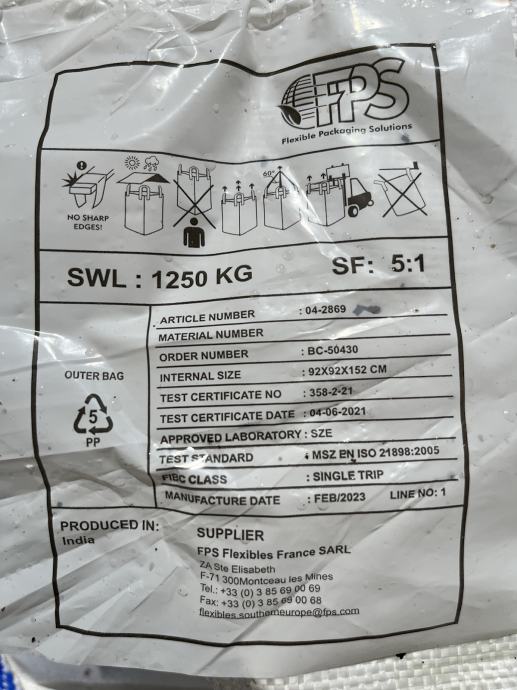 FPS
Flexible Packaging Solutions
60°
NO SHARP
EDGES!
SWL : 1250 KG SF: 5:1
ARTICLE NUMBER : 04-2869
MATERIAL NUMBER
ORDER NUMBER : BC-50430
INTERNAL SIZE : 92X92X152 CM
TEST CERTIFICATE NO : 358-2-21
TEST CERTIFICATE DATE : 04-06-2021
APPROVED LABORATORY : SZE
TEST STANDARD : MSZ EN ISO 21898:2005
FIBC CLASS : SINGLE TRIP
MANUFACTURE DATE : FEB/2023 LINE NO: 1
OUTER BAG
5
PP
PRODUCED IN:
India
SUPPLIER
FPS Flexibles France SARL
ZA Ste Elisabeth
F-71 300Montceau les Mines
Tel.: +33 (0) 3 85 69 00 69
Fax: +33 (0) 3 85 69 00 68
flexibles.southerneurope@fps.com